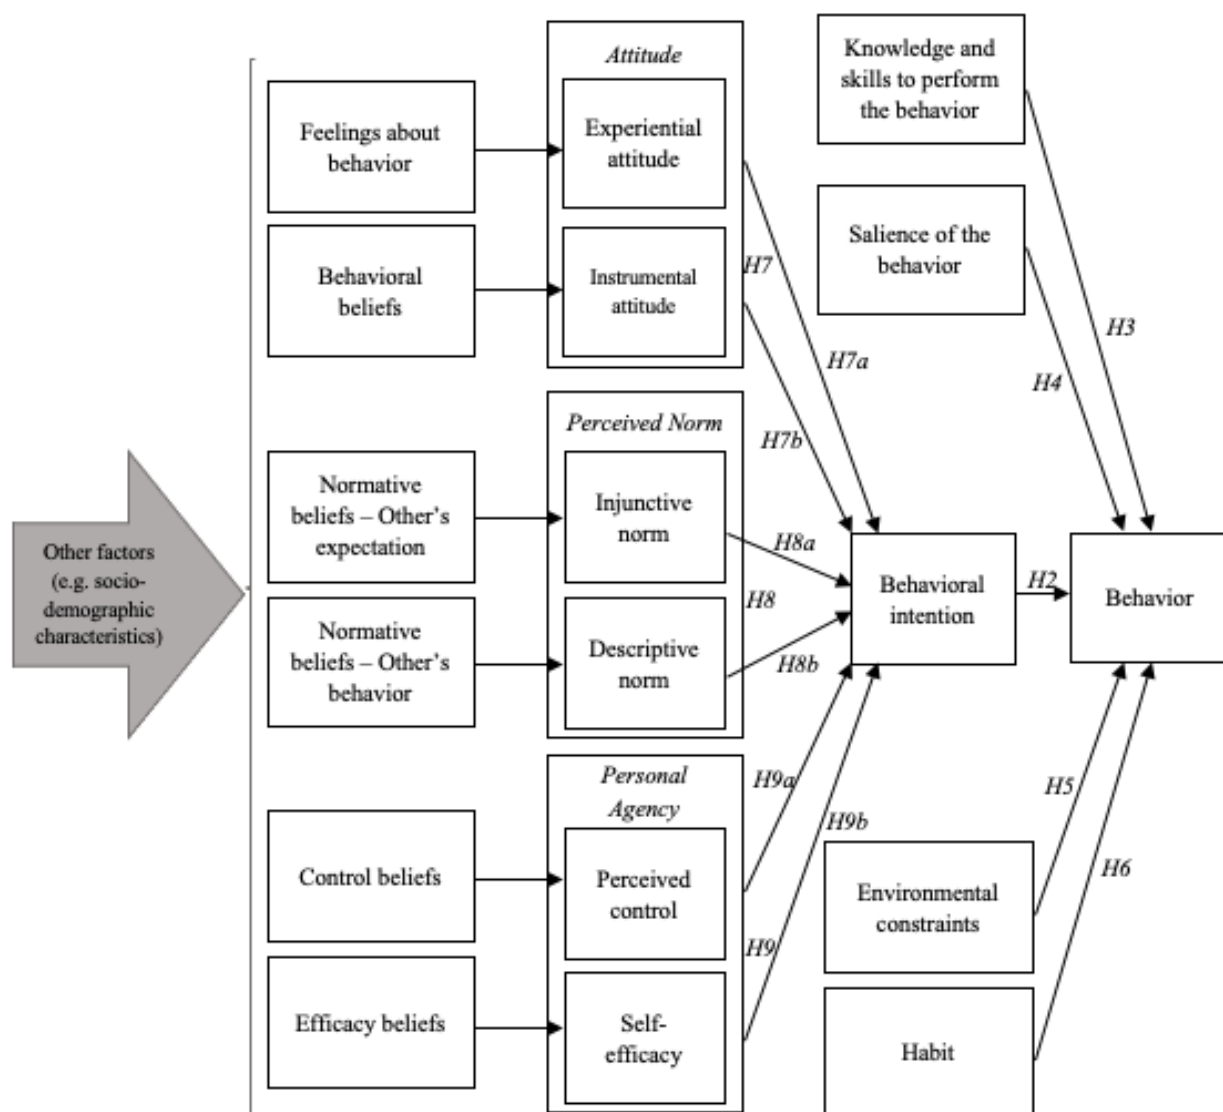 Other factors
(e.g. socio-
demographic
characteristics)
Feelings about
behavior
Behavioral
beliefs
Normative
beliefs – Other's
expectation
Normative
beliefs – Other's
behavior
Control beliefs
Efficacy beliefs
Attitude
Experiential
attitude
Instrumental
attitude
Perceived Norm
Injunctive
norm
Descriptive
norm
Personal
Agency
Perceived
control
Self-
efficacy
H7
H7a
H7b
H8a
H8
H8b
H9a
H9b
H9
Knowledge and
skills to perform
the behavior
Salience of the
behavior
H3
H4
Behavioral
intention
H2
Behavior
H5
H6
Environmental
constraints
Habit